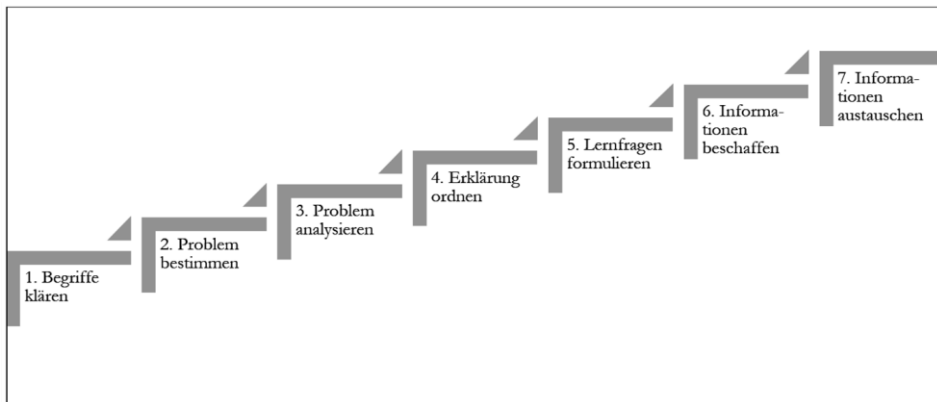 1. Begriffe
klären
2. Problem
bestimmen
3. Problem
analysieren
4. Erklärung
ordnen
5. Lernfragen
formulieren
6. Informa-
tionen
beschaffen
7. Informa-
tionen
austauschen